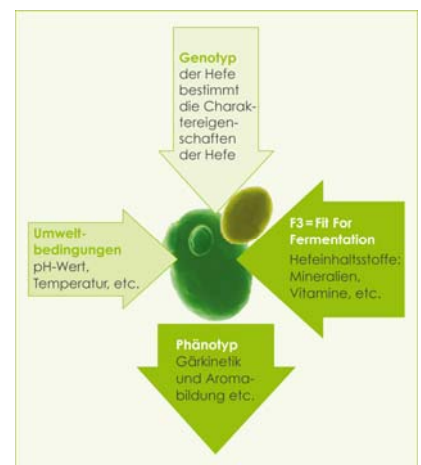 Genotyp
der Hefe
bestimmt
die Charak-
tereigen-
schaften
der Hefe
Umwelt-
bedingungen
pH-Wert,
Temperatur, etc.
F3=Fit For
Fermentation
Hefeinhaltsstoffe:
Mineralien,
Vitamine, etc.
Phänotyp
Gärkinetik
und Aroma-
bildung etc.